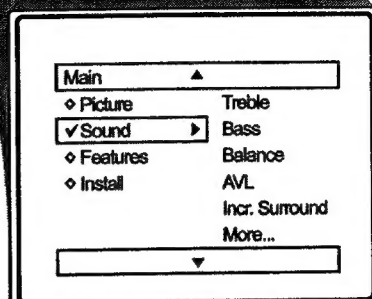 Main
Picture
Sound
Features
Install
Treble
Bass
Balance
AVL
Incr. Surround
More...